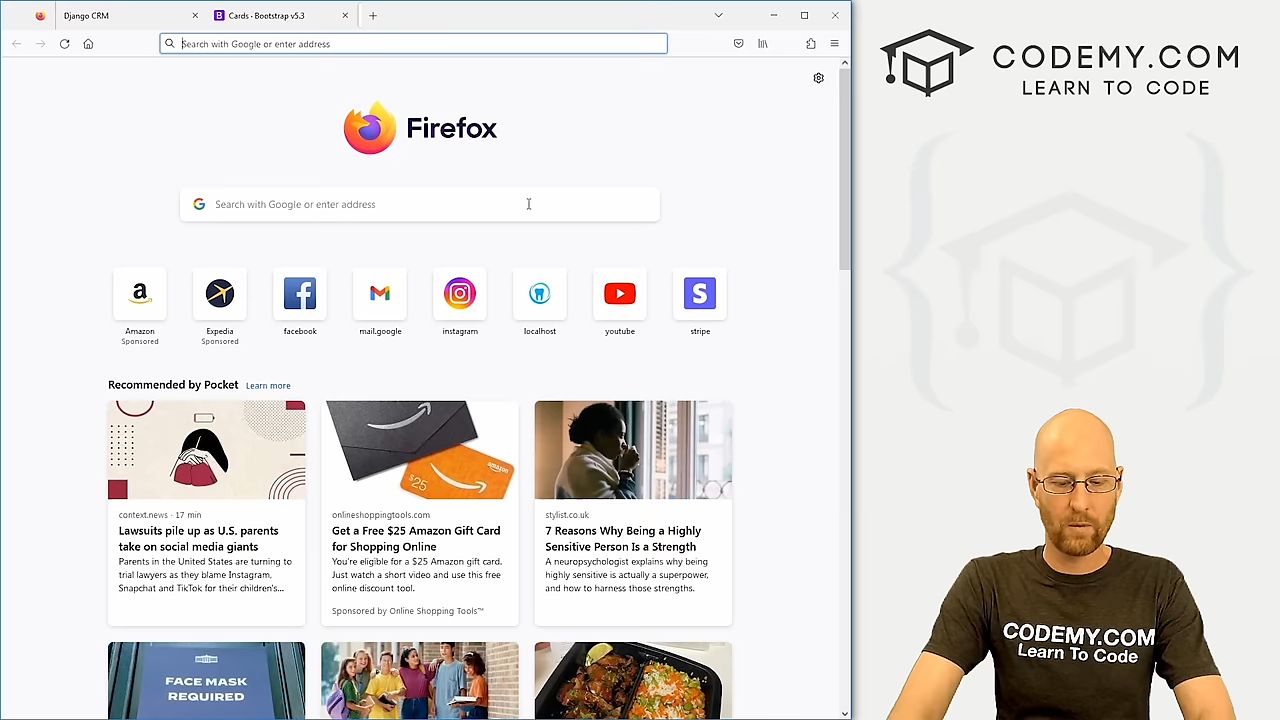 Django CRM
Cards · Bootstrap v5.3
Search with Google or enter address
CODEMY.COM
LEARN TO CODE
Firefox
Search with Google or enter address
Amazon
Sponsored
Expedia
Sponsored
facebook
mail.google
instagram
localhost
youtube
stripe
Recommended by Pocket Learn more
amazon
$25
context.news · 17 min
Lawsuits pile up as U.S. parents
take on social media giants
Parents in the United States are turning to
trial lawyers as they blame Instagram,
Snapchat and TikTok for their children's...
onlineshoppingtools.com
Get a Free $25 Amazon Gift Card
for Shopping Online
You're eligible for a $25 Amazon gift card.
Just watch a short video and use this free
online discount tool.
Sponsored by Online Shopping Tools™
stylist.co.uk
7 Reasons Why Being a Highly
Sensitive Person Is a Strength
A neuropsychologist explains why being
highly sensitive is actually a superpower,
and how to harness those strengths.
FACE MASK
REQUIRED
CODEMY.COM
Learn To Code